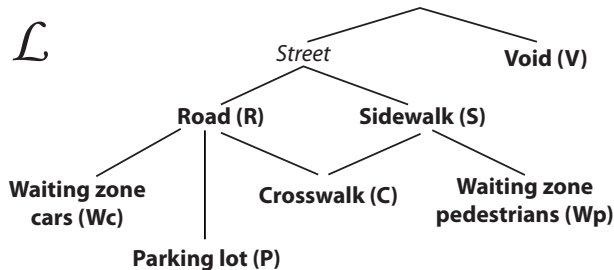 ℒ
Street
Void (V)
Road (R)
Sidewalk (S)
Waiting zone
cars (Wc)
Crosswalk (C)
Waiting zone
pedestrians (Wp)
Parking lot (P)